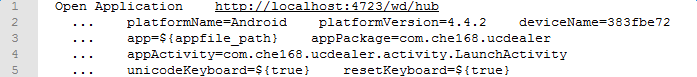 1 Open Application http://localhost:4723/wd/hub
2 ... platformName=Android platformVersion=4.4.2 deviceName=383fbe72
3 ... app=${appfile_path} appPackage=com.che168.ucdealer
4 ... appActivity=com.che168.ucdealer.activity.LaunchActivity
5 ... unicodeKeyboard=${true} resetKeyboard=${true}